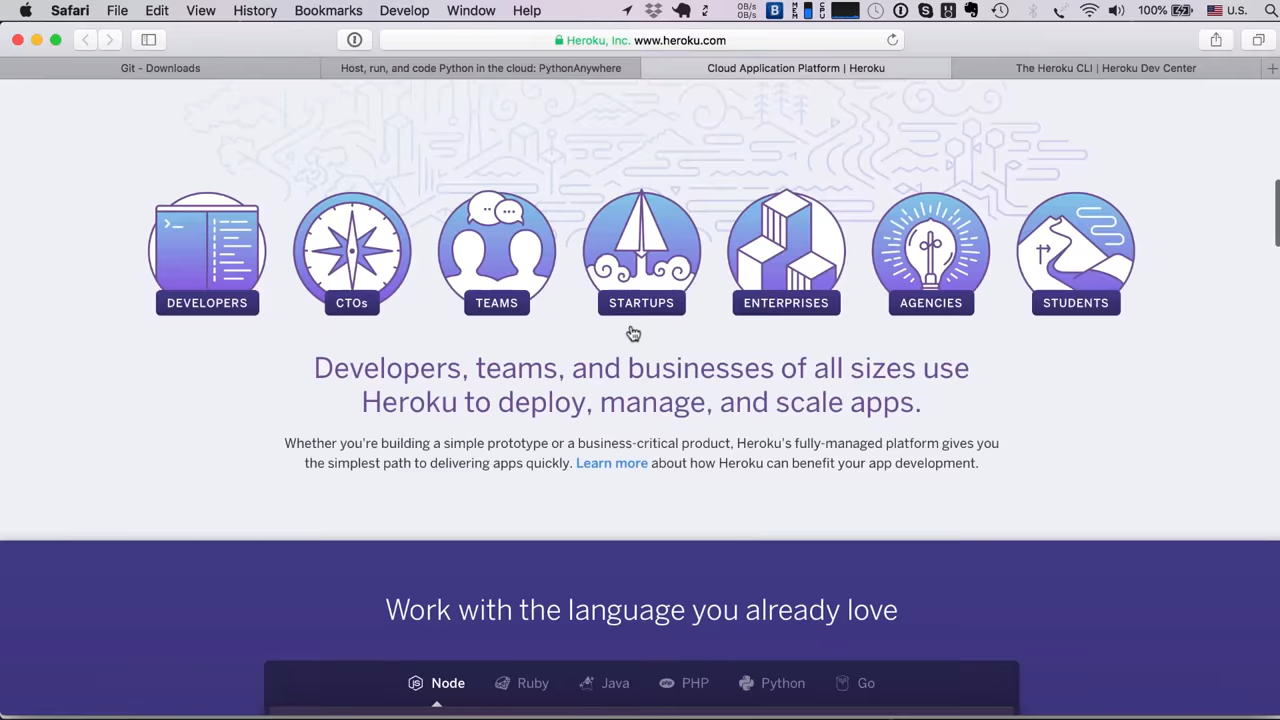 Safari File Edit View History Bookmarks Develop Window Help 0B/s 0B/s B 100% U.S.
Heroku, Inc. www.heroku.com
Git - Downloads
Host, run, and code Python in the cloud: PythonAnywhere
Cloud Application Platform | Heroku
The Heroku CLI | Heroku Dev Center
DEVELOPERS
CTOs
TEAMS
STARTUPS
ENTERPRISES
AGENCIES
STUDENTS
Developers, teams, and businesses of all sizes use
Heroku to deploy, manage, and scale apps.
Whether you're building a simple prototype or a business-critical product, Heroku's fully-managed platform gives you
the simplest path to delivering apps quickly. Learn more about how Heroku can benefit your app development.
Work with the language you already love
Node Ruby Java PHP Python Go